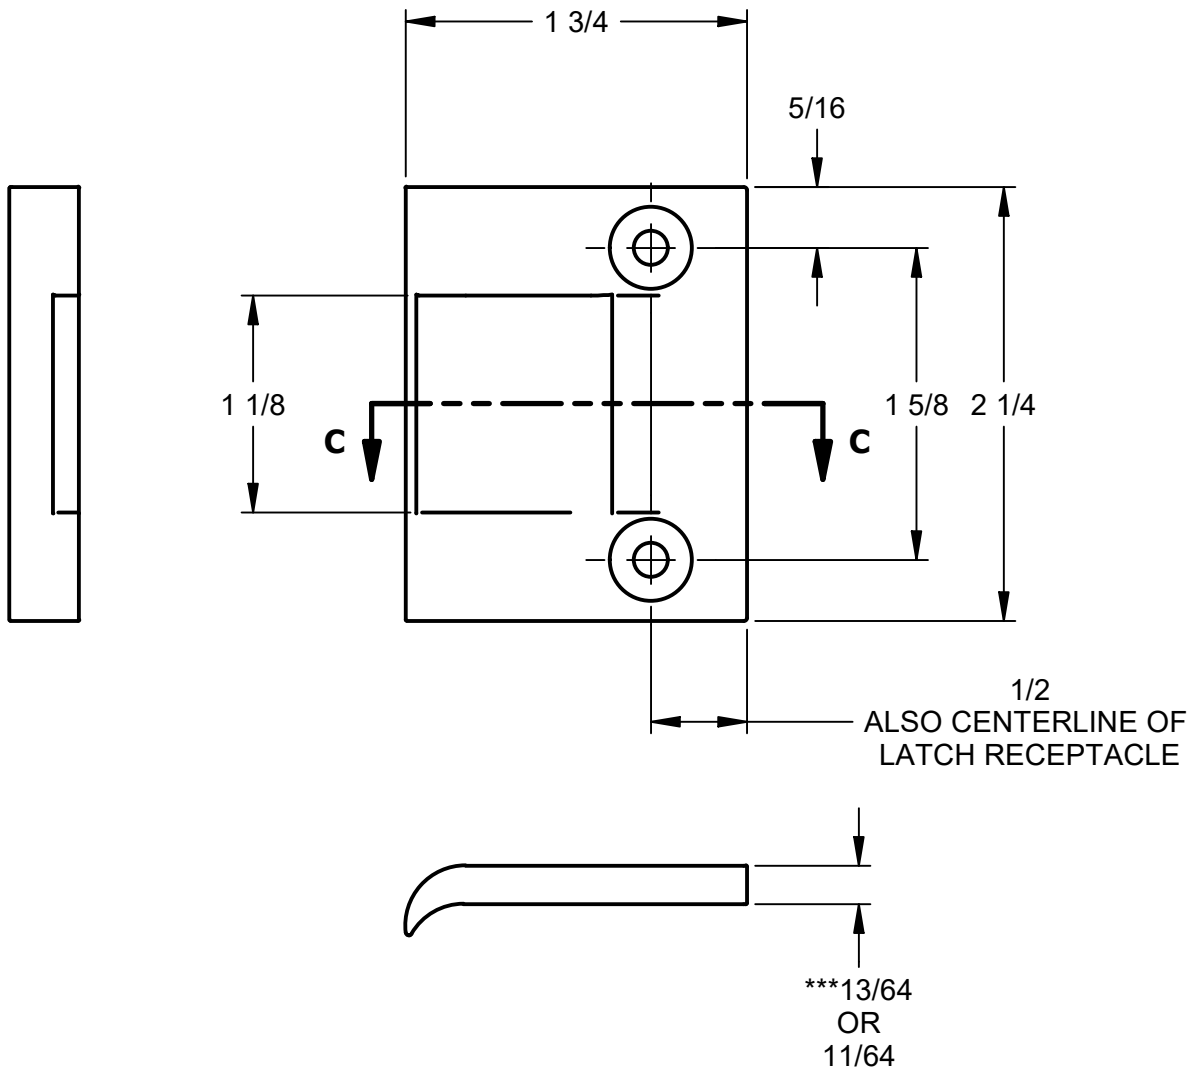 1 3/4
5/16
1 1/8
1 5/8
2 1/4
C
C
1/2
ALSO CENTERLINE OF
LATCH RECEPTACLE
***13/64
OR
11/64